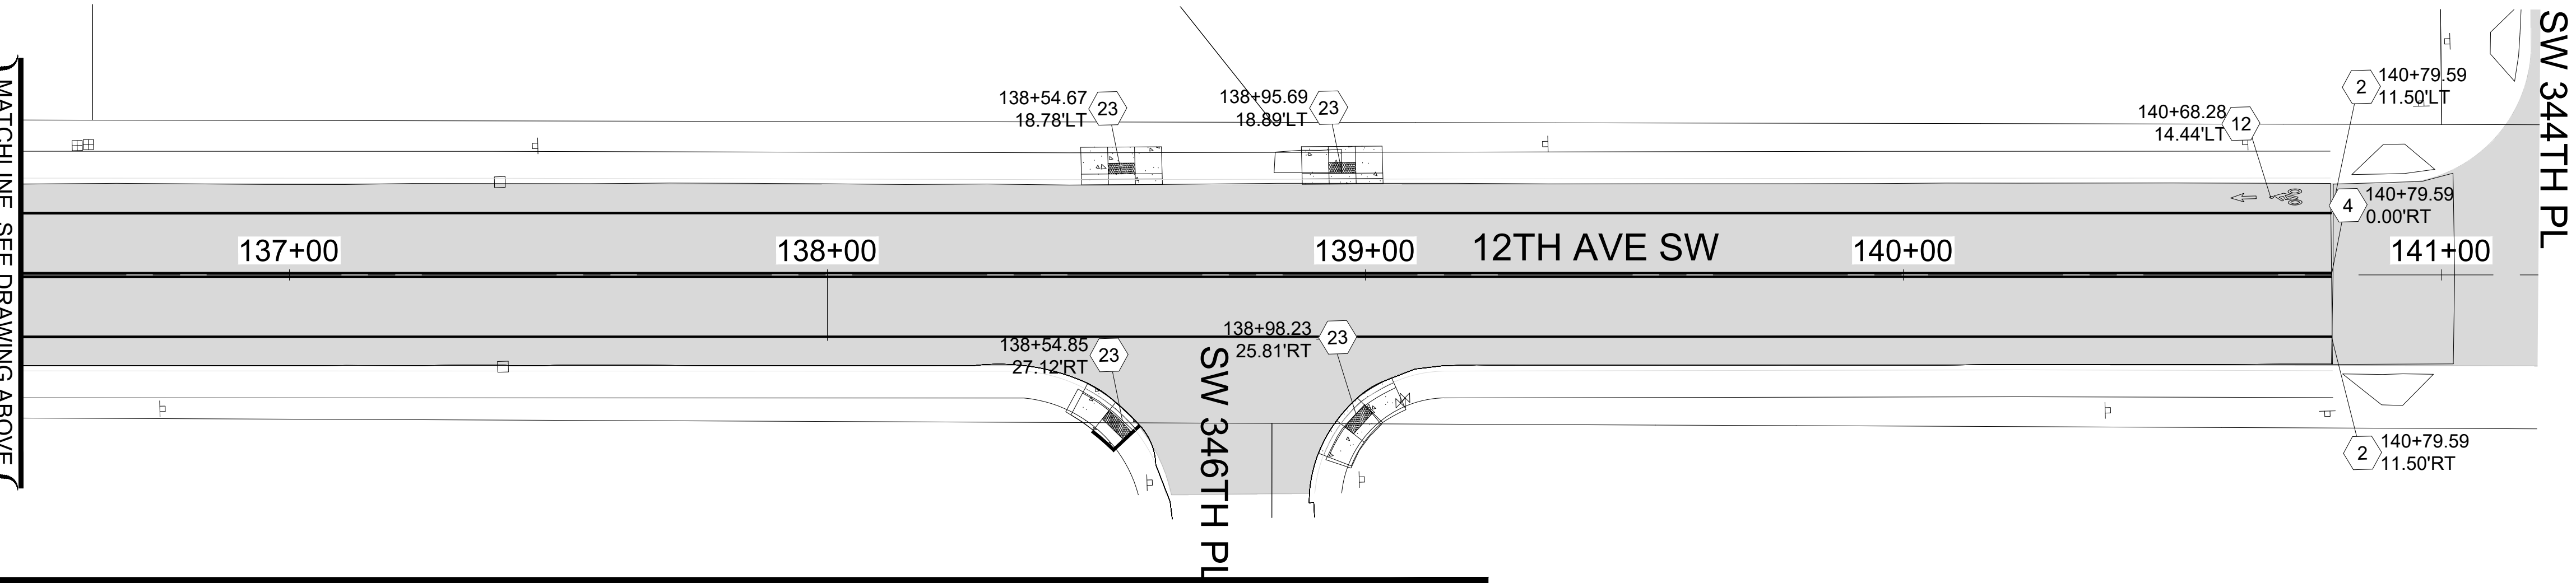 SW 344TH PL
2
140+79.59
11.50'LT
138+54.67
18.78'LT
23
138+95.69
18.89'LT
23
140+68.28
14.44'LT
12
4
140+79.59
0.00'RT
137+00
138+00
139+00
12TH AVE SW
140+00
141+00
138+54.85
27.12'RT
23
138+98.23
25.81'RT
23
SW 346TH PL
2
140+79.59
11.50'RT
MATCHLINE SEE DRAWING ABOVE